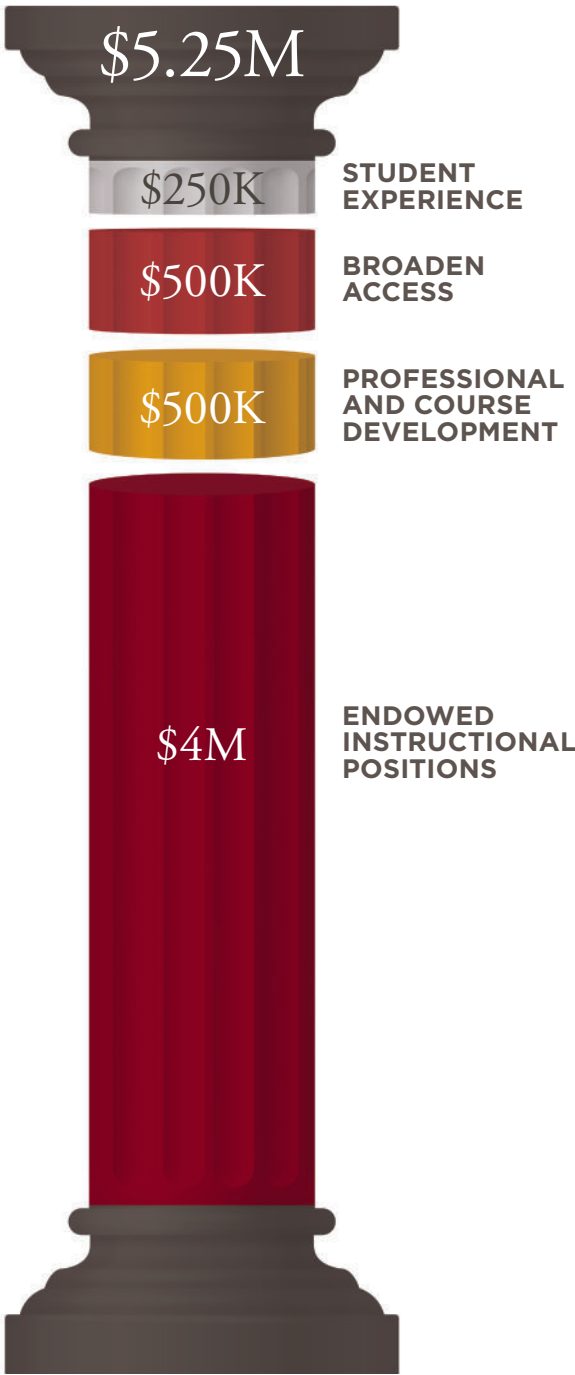 $5.25M
$250K
STUDENT
EXPERIENCE
$500K
BROADEN
ACCESS
$500K
PROFESSIONAL
AND COURSE
DEVELOPMENT
$4M
ENDOWED
INSTRUCTIONAL
POSITIONS